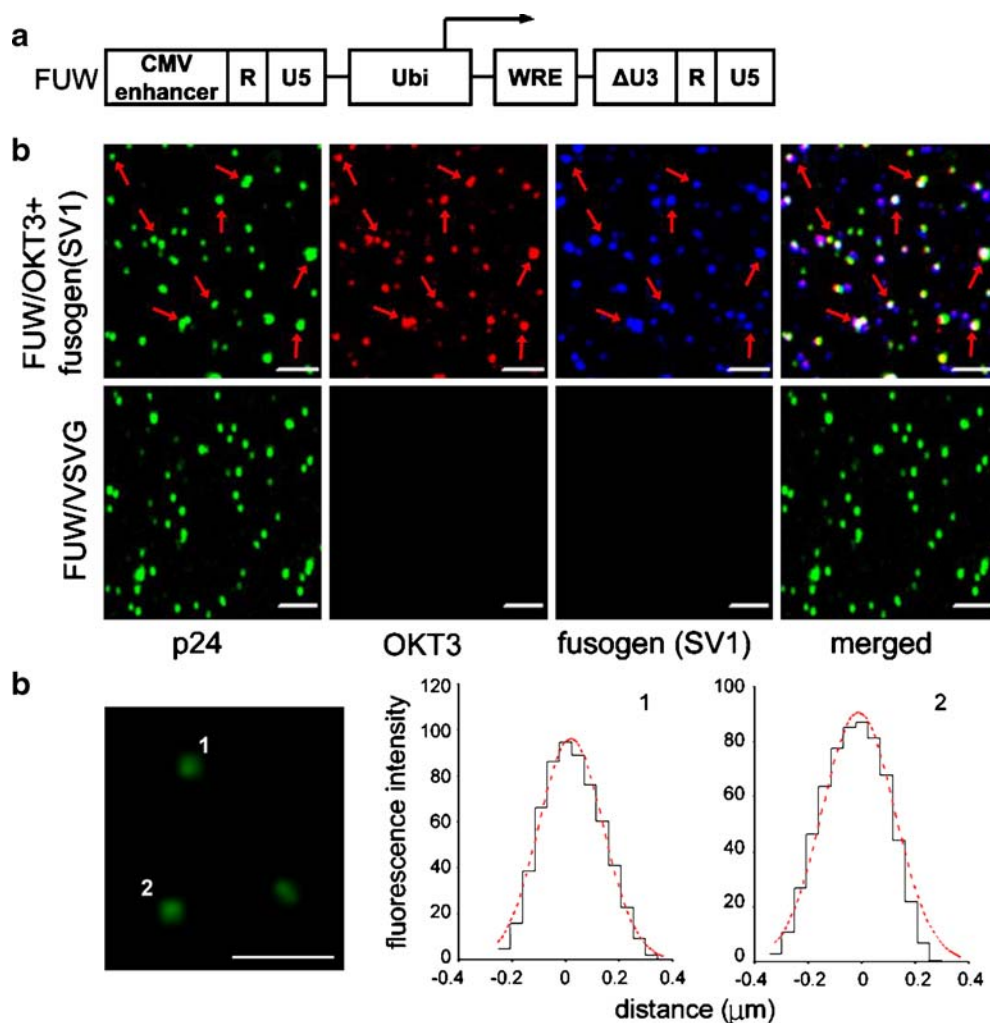 a
FUW
CMV enhancer
R
U5
Ubi
WRE
ΔU3
R
U5
b
FUW/OKT3+
fusogen(SV1)
FUW/VSVG
p24
OKT3
fusogen (SV1)
merged
b
1
2
fluorescence intensity
120
100
80
60
40
20
0
-0.4
-0.2
0
0.2
0.4
1
100
80
60
40
20
0
-0.4
-0.2
0
0.2
0.4
2
distance (μm)